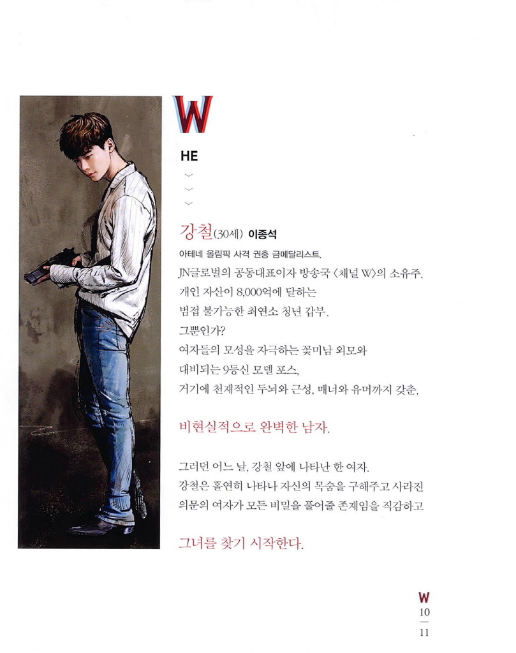 W
HE
강철(30세) 이종석
아테네 올림픽 사격 권총 금메달리스트.
JN글로벌의 공동대표이자 방송국 <채널 W>의 소유주.
개인 자산이 8,000억에 달하는
범접 불가능한 최연소 청년 갑부.
그뿐인가?
여자들의 모성을 자극하는 꽃미남 외모와
대비되는 9등신 모델 포스,
거기에 천재적인 두뇌와 근성, 매너와 유머까지 갖춘,
비현실적으로 완벽한 남자.
그러던 어느 날, 강철 앞에 나타난 한 여자.
강철은 홀연히 나타나 자신의 목숨을 구해주고 사라진
의문의 여자가 모든 비밀을 풀어줄 존재임을 직감하고
그녀를 찾기 시작한다.
W
10
11